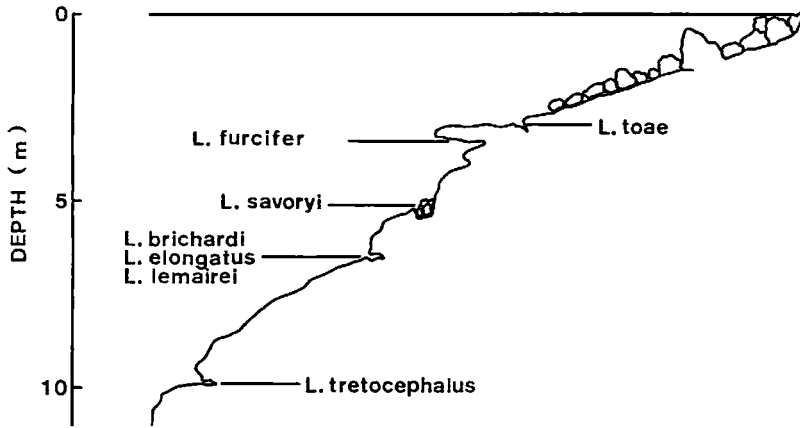 0
L. toae
L. furcifer
5
L. savoryi
DEPTH (m)
L. brichardi
L. elongatus
L. lemairei
10
L. tretocephalus